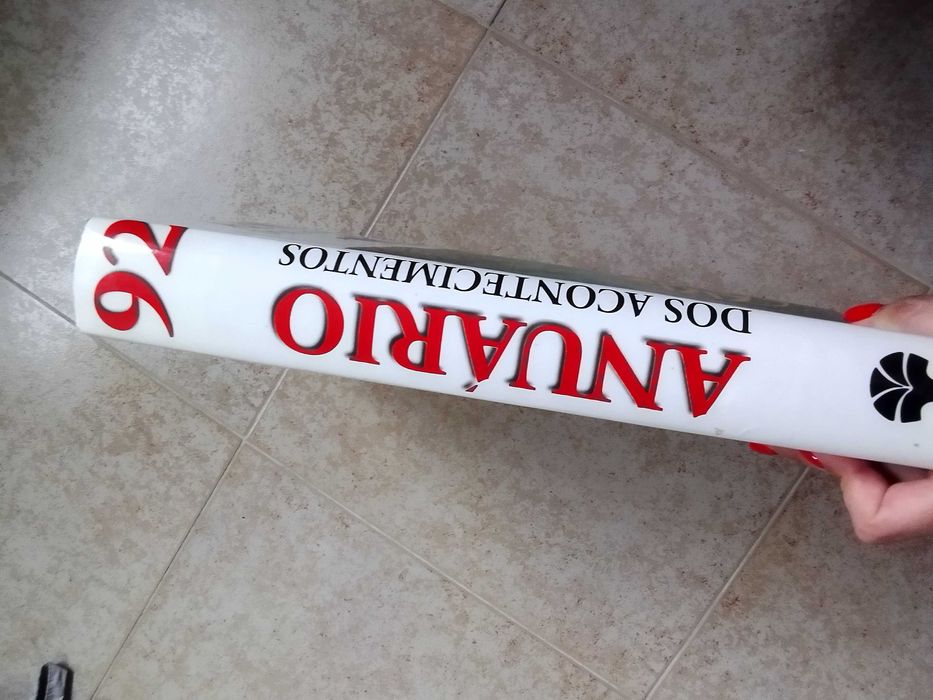 92
ANUÁRIO
DOS ACONTECIMENTOS